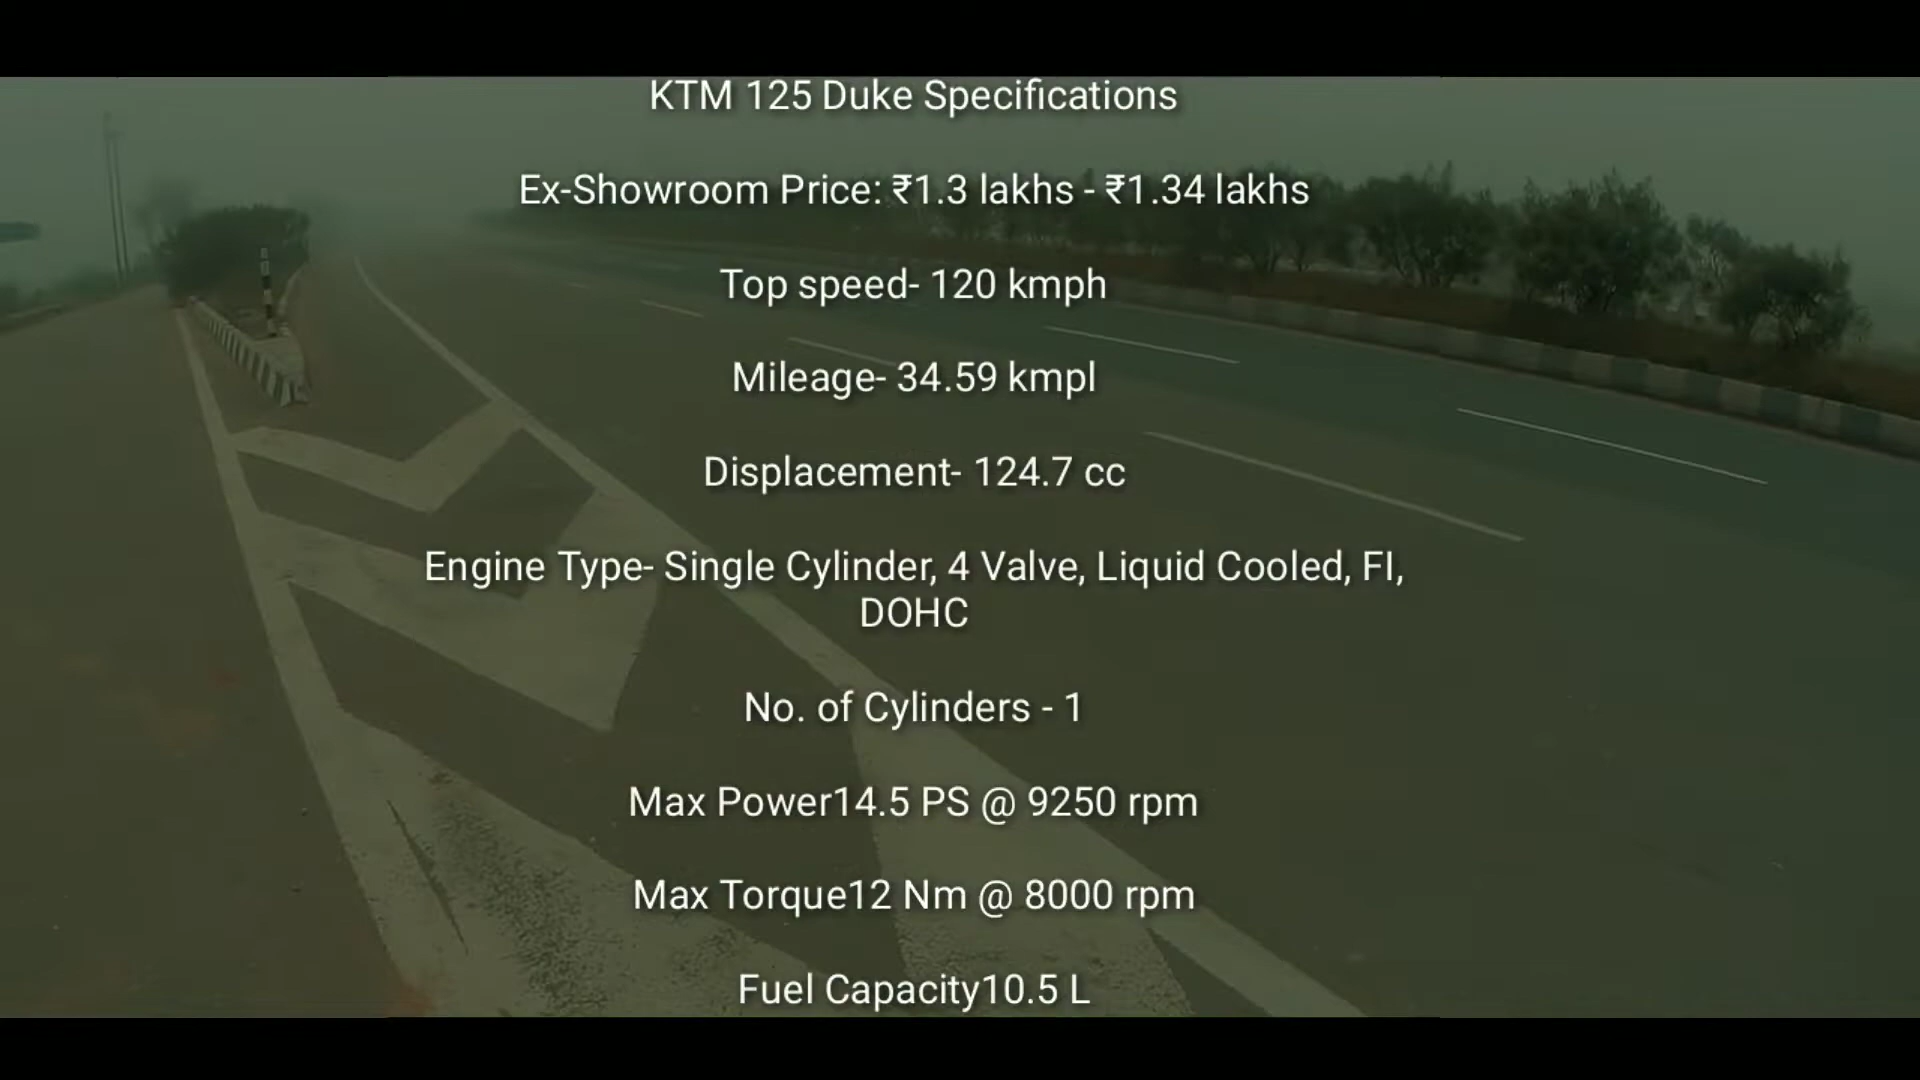 KTM 125 Duke Specifications
Ex-Showroom Price: ₹1.3 lakhs - ₹1.34 lakhs
Top speed- 120 kmph
Mileage- 34.59 kmpl
Displacement- 124.7 cc
Engine Type- Single Cylinder, 4 Valve, Liquid Cooled, FI,
DOHC
No. of Cylinders - 1
Max Power14.5 PS @ 9250 rpm
Max Torque12 Nm @ 8000 rpm
Fuel Capacity10.5 L